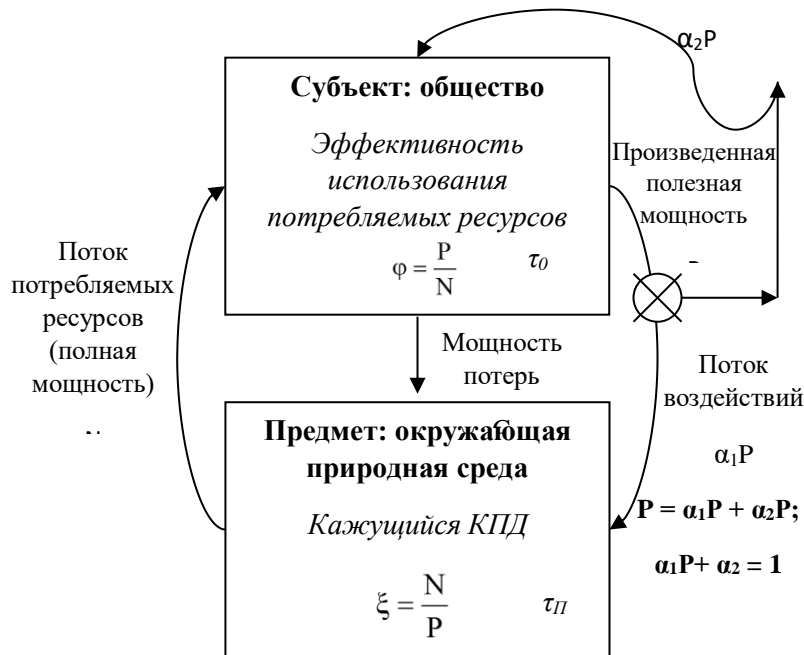 α₂P
Субъект: общество
Эффективность
использования
потребляемых ресурсов
φ = P/N
τ₀
Произведенная
полезная
мощность
Поток
потребляемых
ресурсов
(полная
мощность)
Мощность
потерь
Поток
воздействий
α₁P
P = α₁P + α₂P;
α₁P+ α₂ = 1
Предмет: окружающая
природная среда
Кажущийся КПД
ξ = N/P
τП